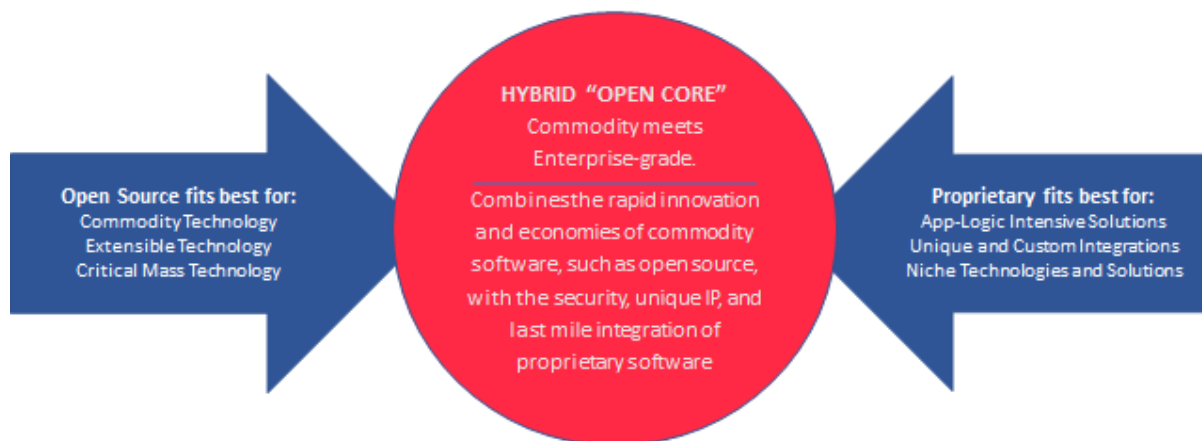 Open Source fits best for:
Commodity Technology
Extensible Technology
Critical Mass Technology
HYBRID “OPEN CORE”
Commodity meets
Enterprise-grade.
Combines the rapid innovation
and economies of commodity
software, such as open source,
with the security, unique IP, and
last mile integration of
proprietary software
Proprietary fits best for:
App-Logic Intensive Solutions
Unique and Custom Integrations
Niche Technologies and Solutions